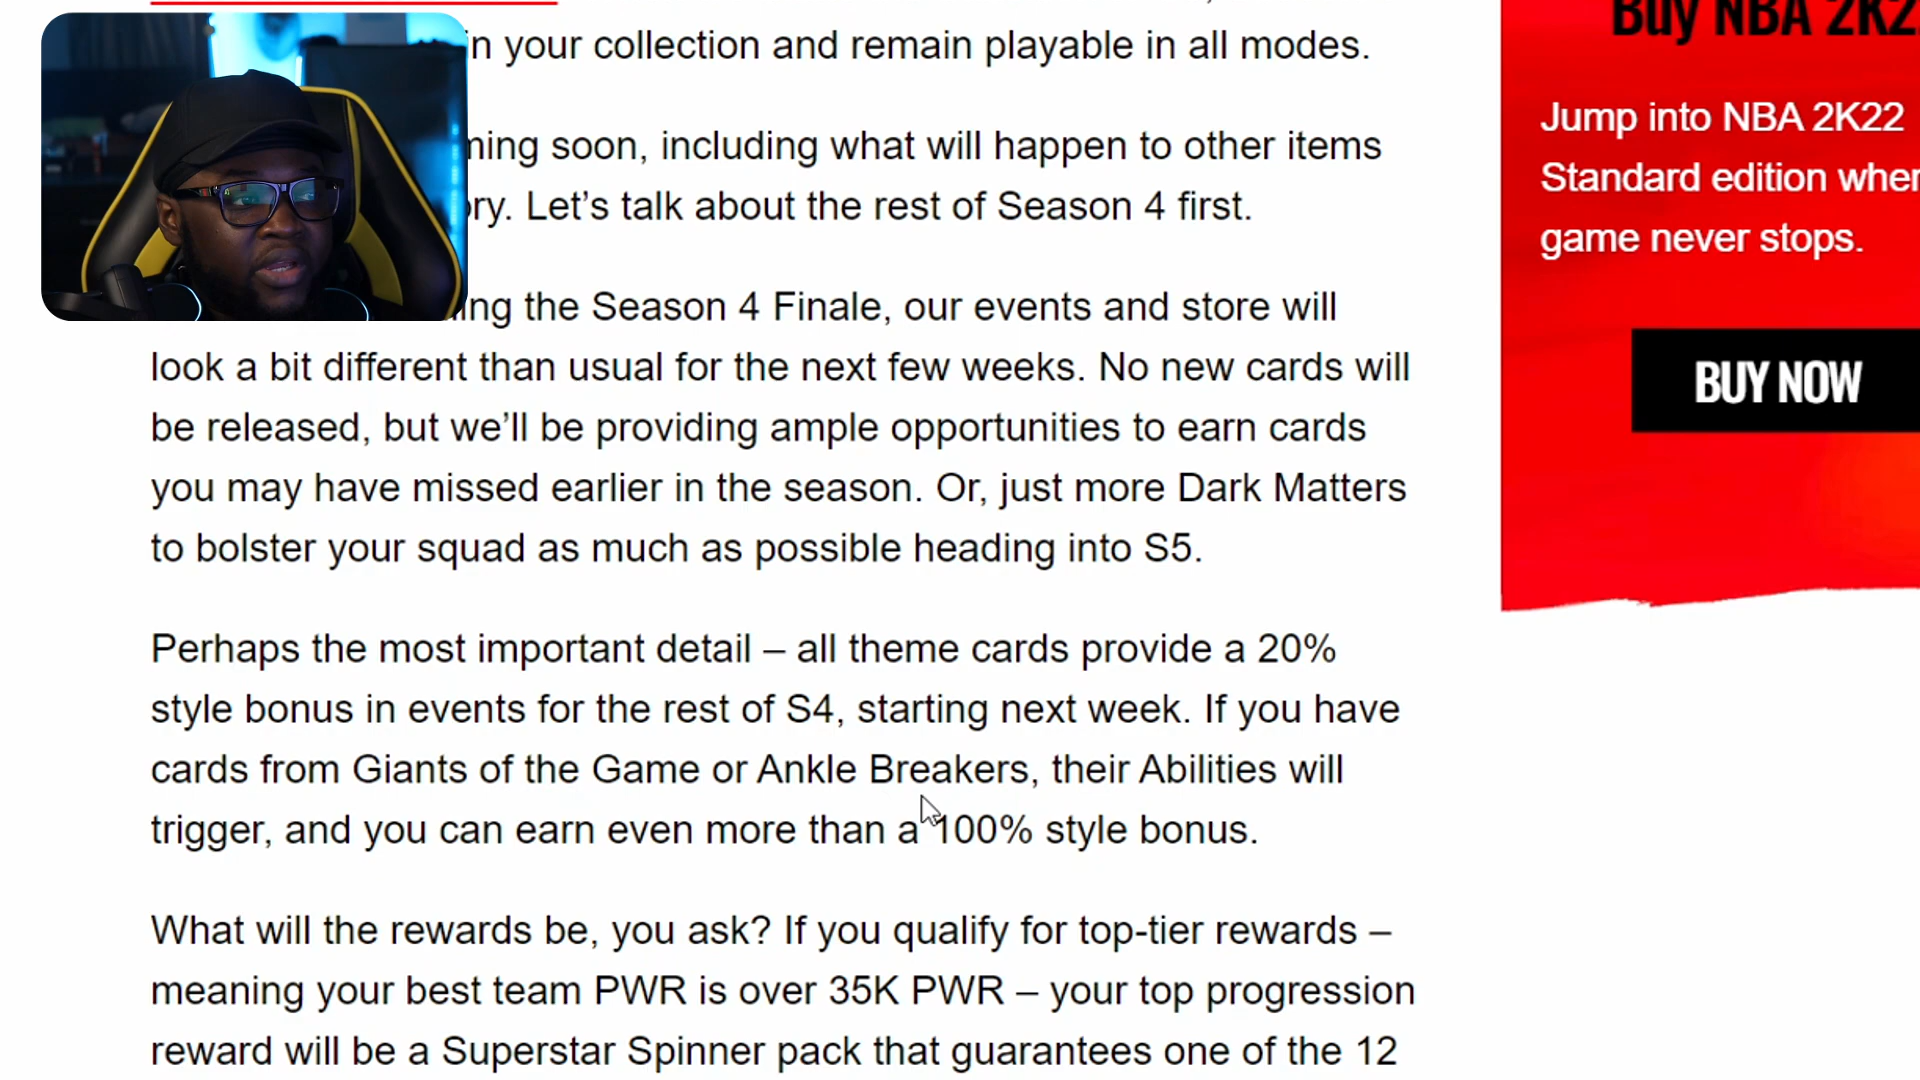 in your collection and remain playable in all modes.
soon, including what will happen to other items
Let’s talk about the rest of Season 4 first.
the Season 4 Finale, our events and store will
look a bit different than usual for the next few weeks. No new cards will
be released, but we’ll be providing ample opportunities to earn cards
you may have missed earlier in the season. Or, just more Dark Matters
to bolster your squad as much as possible heading into S5.
Perhaps the most important detail – all theme cards provide a 20%
style bonus in events for the rest of S4, starting next week. If you have
cards from Giants of the Game or Ankle Breakers, their Abilities will
trigger, and you can earn even more than a 100% style bonus.
What will the rewards be, you ask? If you qualify for top-tier rewards –
meaning your best team PWR is over 35K PWR – your top progression
reward will be a Superstar Spinner pack that guarantees one of the 12
Buy NBA
Jump into NBA 2K22
Standard edition
game never stops.
BUY NOW